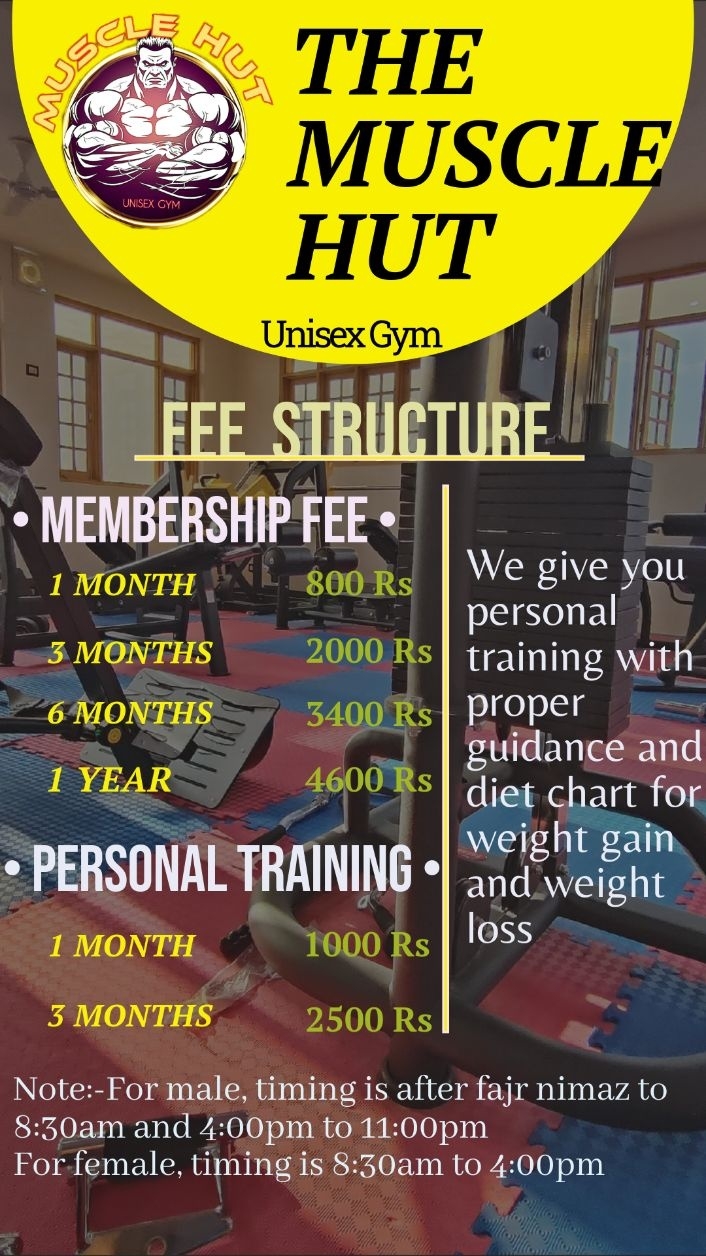 MUSCLE HUT
UNISEX GYM
THE
MUSCLE
HUT
Unisex Gym
FEE STRUCTURE
• MEMBERSHIP FEE •
1 MONTH 800 Rs
3 MONTHS 2000 Rs
6 MONTHS 3400 Rs
1 YEAR 4600 Rs
• PERSONAL TRAINING •
1 MONTH 1000 Rs
3 MONTHS 2500 Rs
We give you
personal
training with
proper
guidance and
diet chart for
weight gain
and weight
loss
Note:-For male, timing is after fajr nimaz to
8:30am and 4:00pm to 11:00pm
For female, timing is 8:30am to 4:00pm